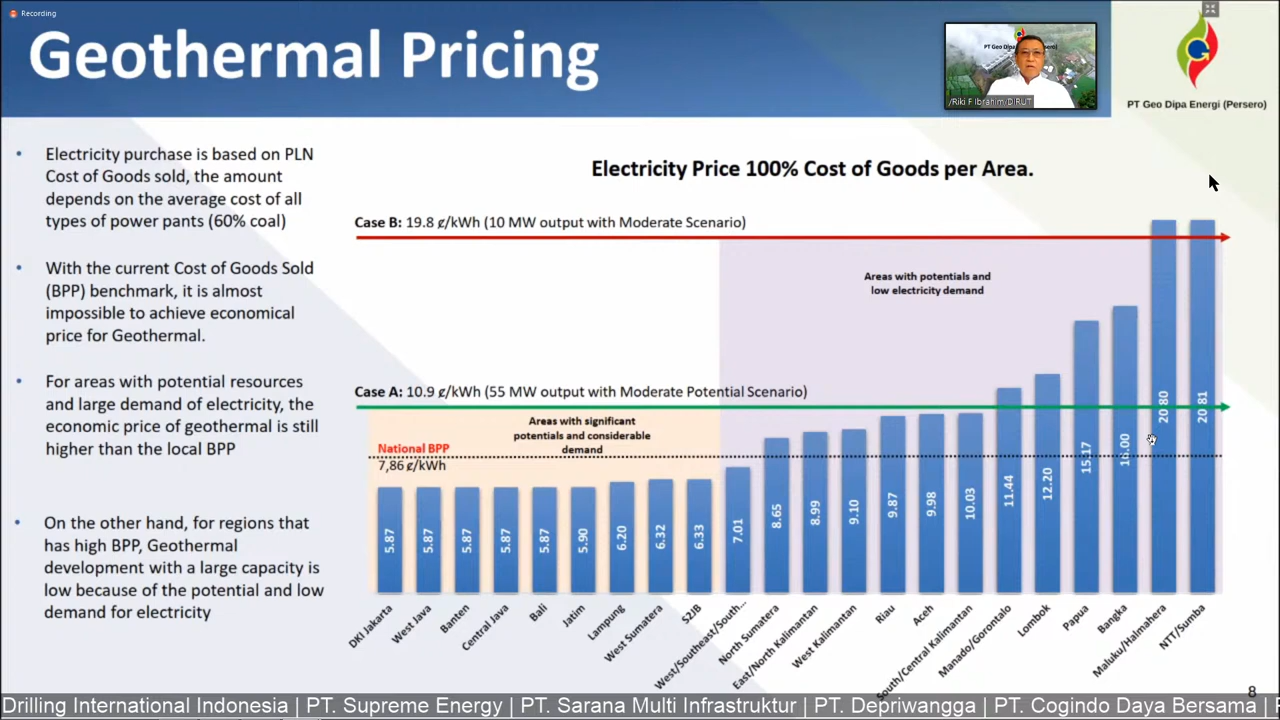 Recording
Geothermal Pricing
/Riki F Ibrahim/DIRUT
PT Geo Dipa Energi (Persero)
• Electricity purchase is based on PLN
Cost of Goods sold, the amount
depends on the average cost of all
types of power pants (60% coal)
• With the current Cost of Goods Sold
(BPP) benchmark, it is almost
impossible to achieve economical
price for Geothermal.
• For areas with potential resources
and large demand of electricity, the
economic price of geothermal is still
higher than the local BPP
• On the other hand, for regions that
has high BPP, Geothermal
development with a large capacity is
low because of the potential and low
demand for electricity
Electricity Price 100% Cost of Goods per Area.
Case B: 19.8 ¢/kWh (10 MW output with Moderate Scenario)
Areas with potentials and
low electricity demand
Case A: 10.9 ¢/kWh (55 MW output with Moderate Potential Scenario)
Areas with significant
potentials and considerable
demand
National BPP
7,86 ¢/kWh
5.87
5.87
5.87
5.87
5.87
5.90
6.20
6.32
6.33
7.01
8.65
8.99
9.10
9.87
9.98
10.03
11.44
12.20
15.17
16.00
20.80
20.81
DKI Jakarta
West Java
Banten
Central Java
Bali
Jatim
Lampung
West Sumatera
S2JB
West/Southeast/South...
North Sumatera
East/North Kalimantan
West Kalimantan
Riau
Aceh
South/Central Kalimantan
Manado/Gorontalo
Lombok
Papua
Bangka
Maluku/Halmahera
NTT/Sumba
8
Drilling International Indonesia | PT. Supreme Energy | PT. Sarana Multi Infrastruktur | PT. Depriwangga | PT. Cogindo Daya Bersama |